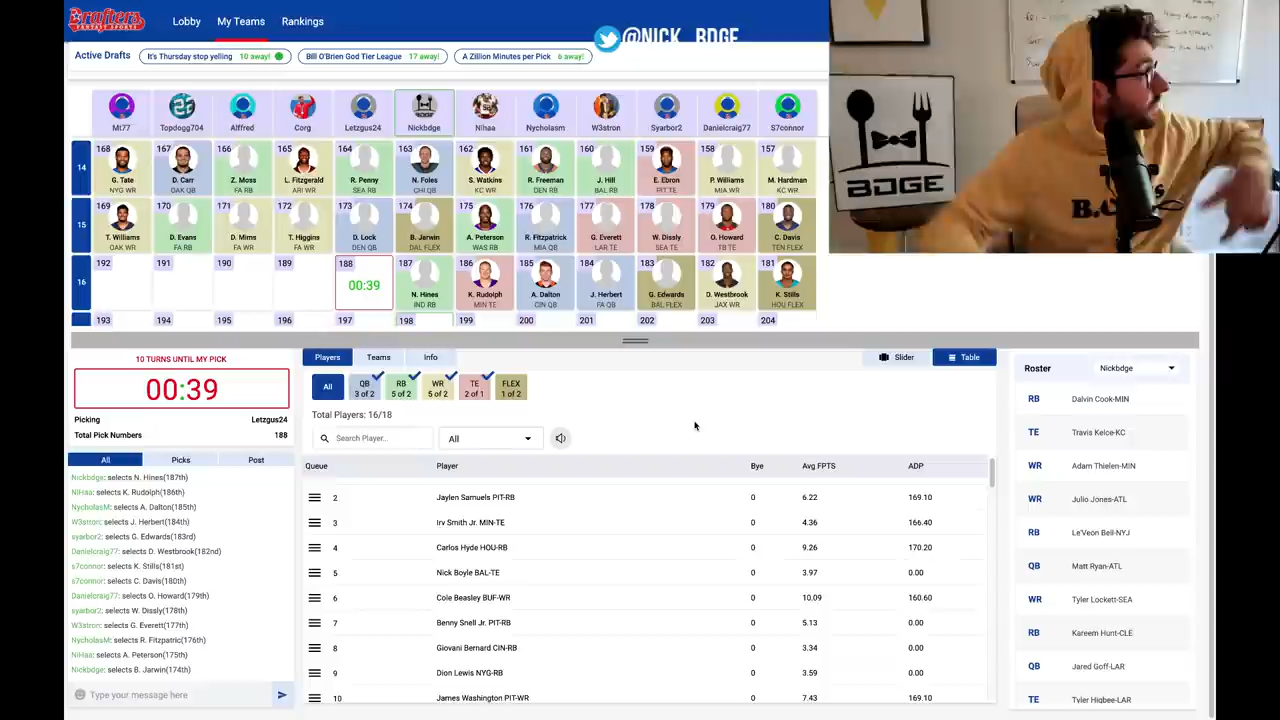 Drafters
FANTASY SPORTS
Lobby
My Teams
Rankings
@NICK_BDGE
Active Drafts
It's Thursday stop yelling 10 away!
Bill O'Brien God Tier League 17 away!
A Zillion Minutes per Pick 6 away!
Mt77 Topdogg704 Alffred Corg Letzgus24 Nickbdge Nihaa Nycholasm W3stron Syarbor2 Danielcraig77 S7connor
14
168 167 166 165 164 163 162 161 160 159 158 157
G. Tate D. Carr Z. Moss L. Fitzgerald R. Penny N. Foles S. Watkins R. Freeman J. Hill E. Ebron P. Williams M. Hardman
NYG WR OAK QB FA RB ARI WR SEA RB CHI QB KC WR DEN RB BAL RB PIT TE MIA WR KC WR
15
169 170 171 172 173 174 175 176 177 178 179 180
T. Williams D. Evans D. Mims T. Higgins D. Lock B. Jarwin A. Peterson R. Fitzpatrick G. Everett W. Dissly O. Howard C. Davis
OAK WR FA RB FA WR FA WR DEN QB DAL FLEX WAS RB MIA QB LAR TE SEA TE TB TE TEN FLEX
16
192 191 190 189 188 187 186 185 184 183 182 181
00:39
N. Hines K. Rudolph A. Dalton J. Herbert G. Edwards D. Westbrook K. Stills
IND RB MIN TE CIN QB FA QB BAL FLEX JAX WR HOU FLEX
193 194 195 196 197 198 199 200 201 202 203 204
BDGE
10 TURNS UNTIL MY PICK
00:39
Picking Letzgus24
Total Pick Numbers 188
All Picks Post
Nickbdge: selects N. Hines(187th)
NiHaa: selects K. Rudolph(186th)
NycholasM: selects A. Dalton(185th)
W3stron: selects J. Herbert(184th)
syarbor2: selects G. Edwards(183rd)
Danielcraig77: selects D. Westbrook(182nd)
s7connor: selects K. Stills(181st)
s7connor: selects C. Davis(180th)
Danielcraig77: selects O. Howard(179th)
syarbor2: selects W. Dissly(178th)
W3stron: selects G. Everett(177th)
NycholasM: selects R. Fitzpatric(176th)
NiHaa: selects A. Peterson(175th)
Nickbdge: selects B. Jarwin(174th)
Type your message here
Players Teams Info
Slider Table
All
QB RB WR TE FLEX
3 of 2 5 of 2 5 of 2 2 of 1 1 of 2
Total Players: 16/18
Search Player...
All
Queue Player Bye Avg FPTS ADP
2 Jaylen Samuels PIT-RB 0 6.22 169.10
3 Irv Smith Jr. MIN-TE 0 4.36 166.40
4 Carlos Hyde HOU-RB 0 9.26 170.20
5 Nick Boyle BAL-TE 0 3.97 0.00
6 Cole Beasley BUF-WR 0 10.09 160.60
7 Benny Snell Jr. PIT-RB 0 5.13 0.00
8 Giovani Bernard CIN-RB 0 3.34 0.00
9 Dion Lewis NYG-RB 0 3.59 0.00
10 James Washington PIT-WR 0 7.43 169.10
Roster Nickbdge
RB Dalvin Cook-MIN
TE Travis Kelce-KC
WR Adam Thielen-MIN
WR Julio Jones-ATL
RB Le'Veon Bell-NYJ
QB Matt Ryan-ATL
WR Tyler Lockett-SEA
RB Kareem Hunt-CLE
QB Jared Goff-LAR
TE Tyler Higbee-LAR